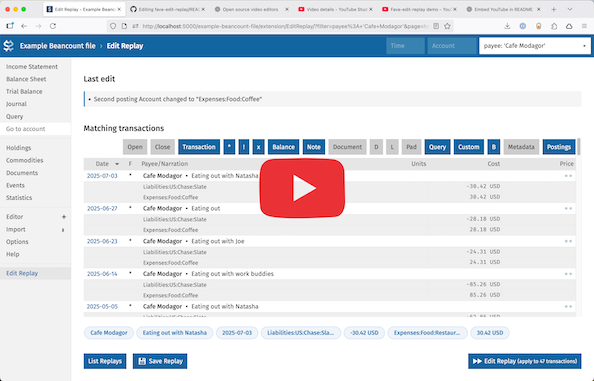 Edit Replay - Example Beanco
Editing fava-edit-replay/READ
Open source video editors
Video details - YouTube Stu
Fava-edit-replay demo - You
Embed YouTube in README
http://localhost:5000/example-beancount-file/extension/EditReplay/?filter=payee%3A+'Cafe+Modagor'&page=
Example Beancount file › Edit Replay
Time
Account
payee: 'Cafe Modagor'
Income Statement
Balance Sheet
Trial Balance
Journal
Query
Go to account
Holdings
Commodities
Documents
Events
Statistics
Editor +
Import
Options
Help
Edit Replay
Last edit
• Second posting Account changed to "Expenses:Food:Coffee"
Matching transactions
Open Close Transaction * ! x Balance Note Document D L Pad Query Custom B Metadata Postings
Date F Payee/Narration Units Cost Price
2025-07-03 * Cafe Modagor • Eating out with Natasha
Liabilities:US:Chase:Slate -30.42 USD
Expenses:Food:Coffee 30.42 USD
2025-06-27 * Cafe Modagor • Eating out
Liabilities:US:Chase:Slate -28.18 USD
Expenses:Food:Coffee 28.18 USD
2025-06-23 * Cafe Modagor • Eating out with Joe
Liabilities:US:Chase:Slate -24.31 USD
Expenses:Food:Coffee 24.31 USD
2025-06-14 * Cafe Modagor • Eating out with work buddies
Liabilities:US:Chase:Slate -85.26 USD
Expenses:Food:Coffee 85.26 USD
2025-05-05 * Cafe Modagor • Eating out with Natasha
Cafe Modagor Eating out with Natasha 2025-07-03 Liabilities:US:Chase:Sla... -30.42 USD Expenses:Food:Restaur... 30.42 USD
List Replays Save Replay Edit Replay (apply to 47 transactions)